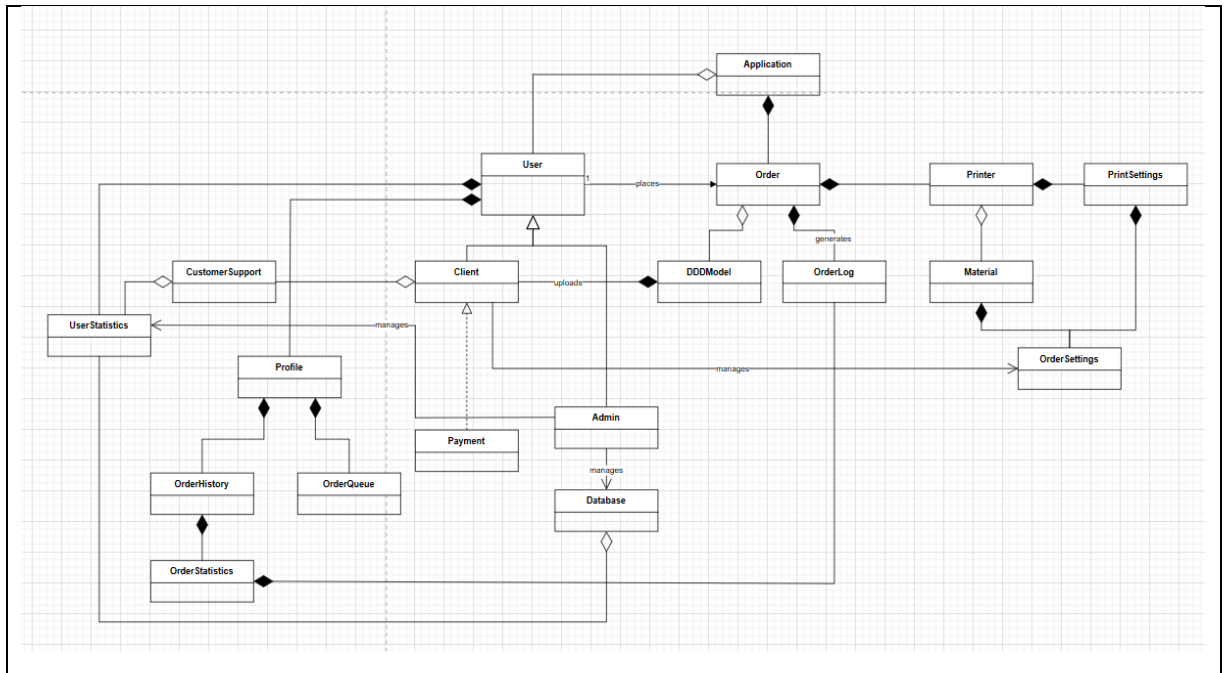 Application
User
1
places
Order
Printer
PrintSettings
generates
CustomerSupport
Client
uploads
DDDModel
OrderLog
Material
UserStatistics
manages
Profile
manages
OrderSettings
Admin
Payment
manages
OrderHistory
OrderQueue
Database
OrderStatistics